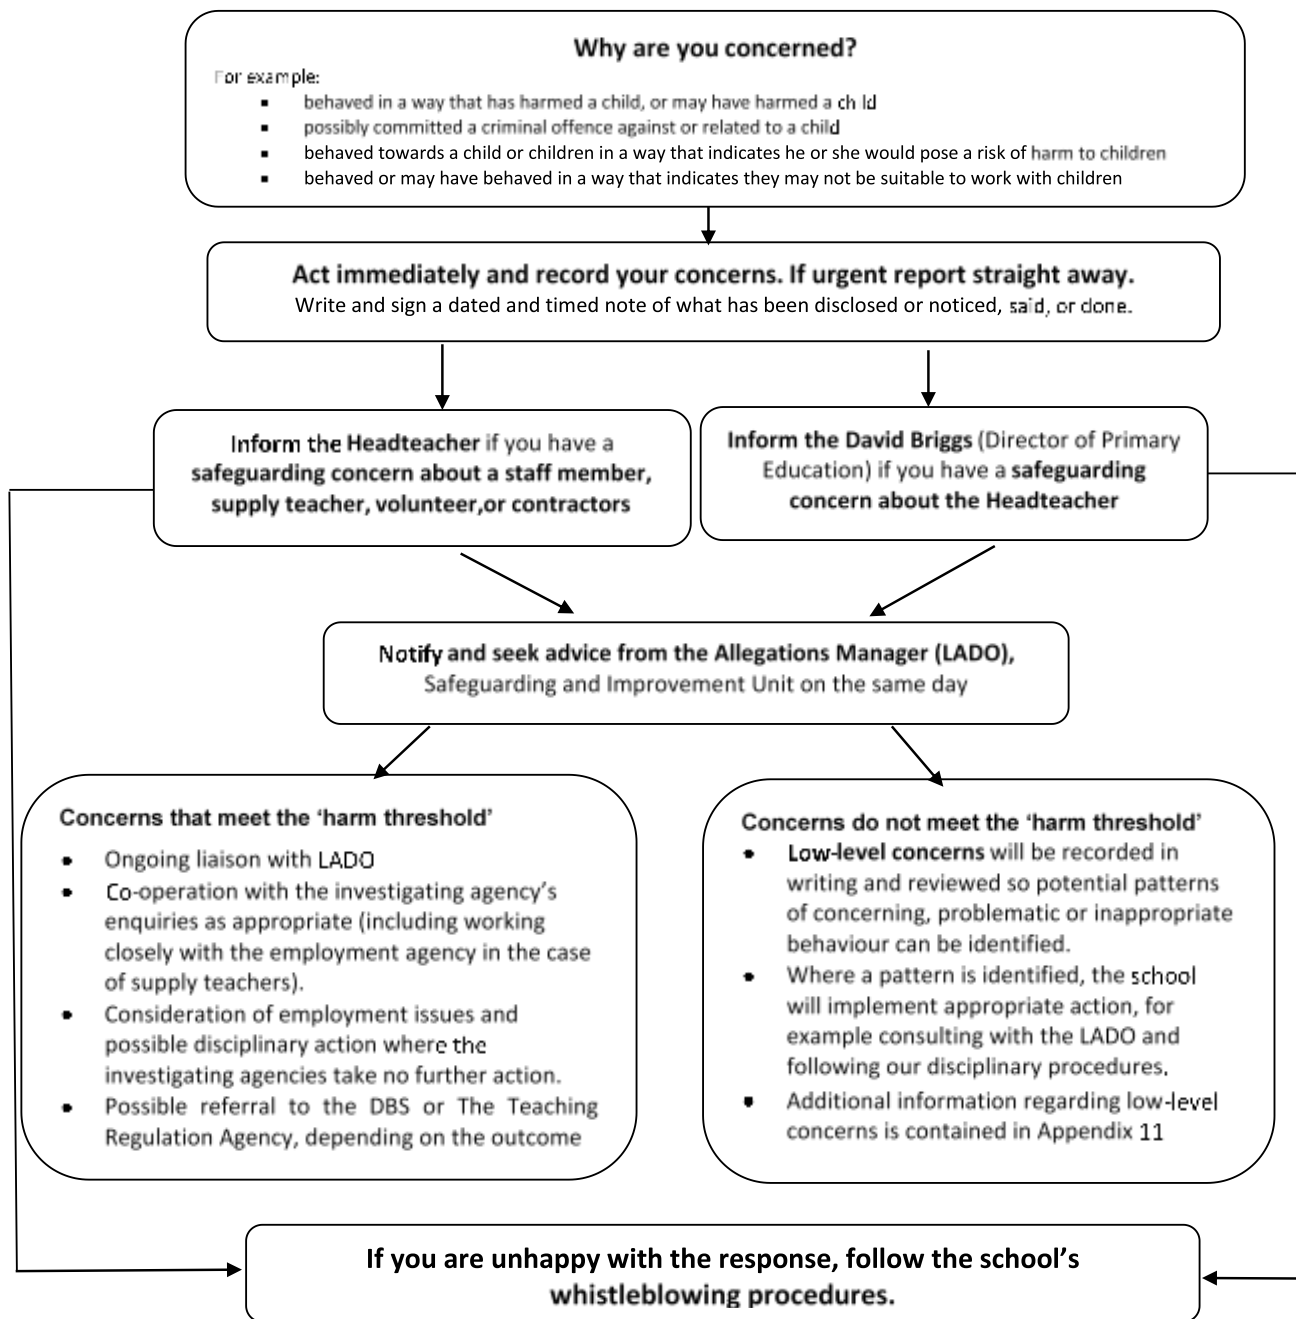 Why are you concerned?
For example:
▪ behaved in a way that has harmed a child, or may have harmed a child
▪ possibly committed a criminal offence against or related to a child
▪ behaved towards a child or children in a way that indicates he or she would pose a risk of harm to children
▪ behaved or may have behaved in a way that indicates they may not be suitable to work with children
Act immediately and record your concerns. If urgent report straight away.
Write and sign a dated and timed note of what has been disclosed or noticed, said, or done.
Inform the Headteacher if you have a
safeguarding concern about a staff member,
supply teacher, volunteer,or contractors
Inform the David Briggs (Director of Primary
Education) if you have a safeguarding
concern about the Headteacher
Notify and seek advice from the Allegations Manager (LADO),
Safeguarding and Improvement Unit on the same day
Concerns that meet the ‘harm threshold’
• Ongoing liaison with LADO
• Co-operation with the investigating agency’s
enquiries as appropriate (including working
closely with the employment agency in the case
of supply teachers).
• Consideration of employment issues and
possible disciplinary action where the
investigating agencies take no further action.
• Possible referral to the DBS or The Teaching
Regulation Agency, depending on the outcome
Concerns do not meet the ‘harm threshold’
• Low-level concerns will be recorded in
writing and reviewed so potential patterns
of concerning, problematic or inappropriate
behaviour can be identified.
• Where a pattern is identified, the school
will implement appropriate action, for
example consulting with the LADO and
following our disciplinary procedures.
• Additional information regarding low-level
concerns is contained in Appendix 11
If you are unhappy with the response, follow the school’s
whistleblowing procedures.